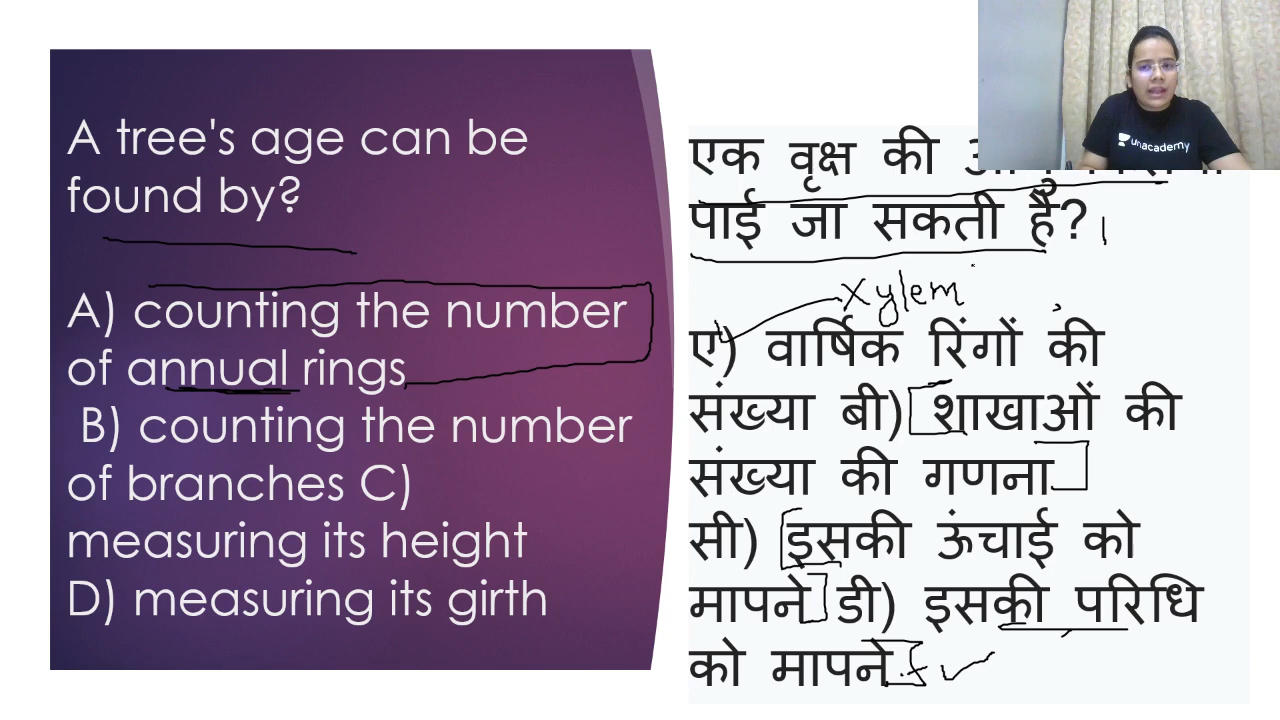 A tree's age can be
found by?
A) counting the number
of annual rings
B) counting the number
of branches C)
measuring its height
D) measuring its girth
एक वृक्ष की
पाई जा सकती है?
Xylem
ए) वार्षिक रिंगों की
संख्या बी) शाखाओं की
संख्या की गणना
सी) इसकी ऊंचाई को
मापने डी) इसकी परिधि
को मापने
unacademy